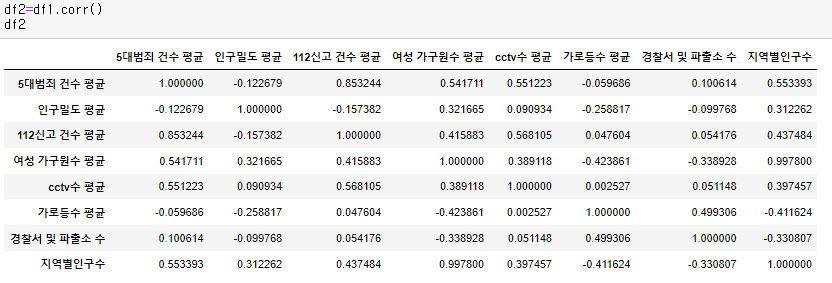 df2=df1.corr()
df2
5대범죄 건수 평균 인구밀도 평균 112신고 건수 평균 여성 가구원수 평균 cctv수 평균 가로등수 평균 경찰서 및 파출소 수 지역별인구수
5대범죄 건수 평균 1.000000 -0.122679 0.853244 0.541711 0.551223 -0.059686 0.100614 0.553393
인구밀도 평균 -0.122679 1.000000 -0.157382 0.321665 0.090934 -0.258817 -0.099768 0.312262
112신고 건수 평균 0.853244 -0.157382 1.000000 0.415883 0.568105 0.047604 0.054176 0.437484
여성 가구원수 평균 0.541711 0.321665 0.415883 1.000000 0.389118 -0.423861 -0.338928 0.997800
cctv수 평균 0.551223 0.090934 0.568105 0.389118 1.000000 0.002527 0.051148 0.397457
가로등수 평균 -0.059686 -0.258817 0.047604 -0.423861 0.002527 1.000000 0.499306 -0.411624
경찰서 및 파출소 수 0.100614 -0.099768 0.054176 -0.338928 0.051148 0.499306 1.000000 -0.330807
지역별인구수 0.553393 0.312262 0.437484 0.997800 0.397457 -0.411624 -0.330807 1.000000